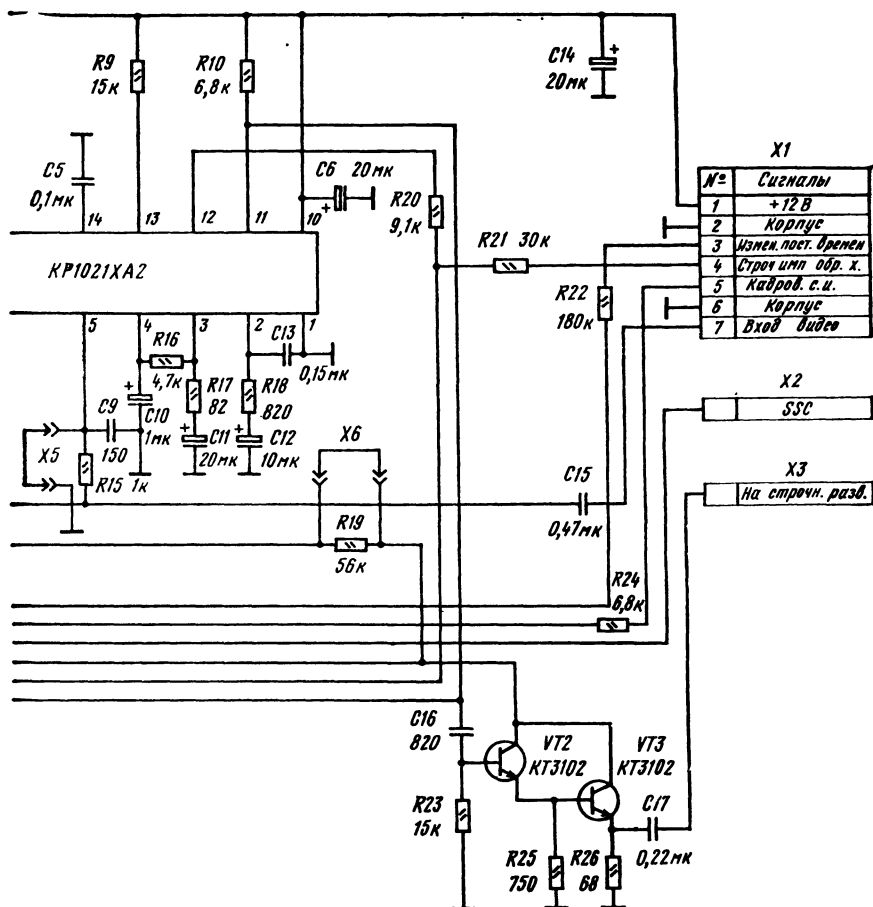 R9
15к
R10
6,8к
C14
+
20мк
C5
0,1мк
C6 20мк
+
R20
9,1к
14 13 12 11 10
КР1021ХА2
5 4 3 2 1
R21 30к
R22
180к
X1
№ Сигналы
1 +12 В
2 Корпус
3 Измен. пост. времен
4 Строч имп обр. х.
5 Кадров. с. и.
6 Корпус
7 Вход видео
R16
4,7к
C13
0,15мк
R17
82
R18
820
+
C10
1мк
C9
150
X5
R15 1к
+
C11
20мк
+
C12
10мк
X6
R19
56к
C15
0,47мк
X2
SSC
X3
На строчн. разв.
R24
6,8к
C16
820
VT2
КТ3102
VT3
КТ3102
R23
15к
C17
0,22мк
R25
750
R26
68